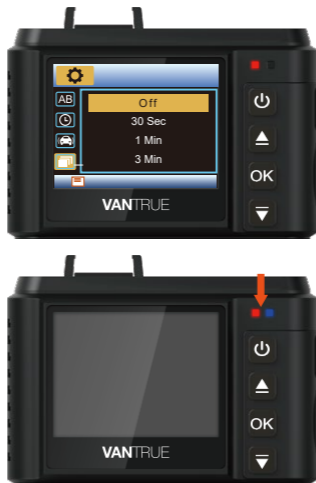 AB
Off
30 Sec
1 Min
3 Min
OK
VANTRUE
OK
VANTRUE